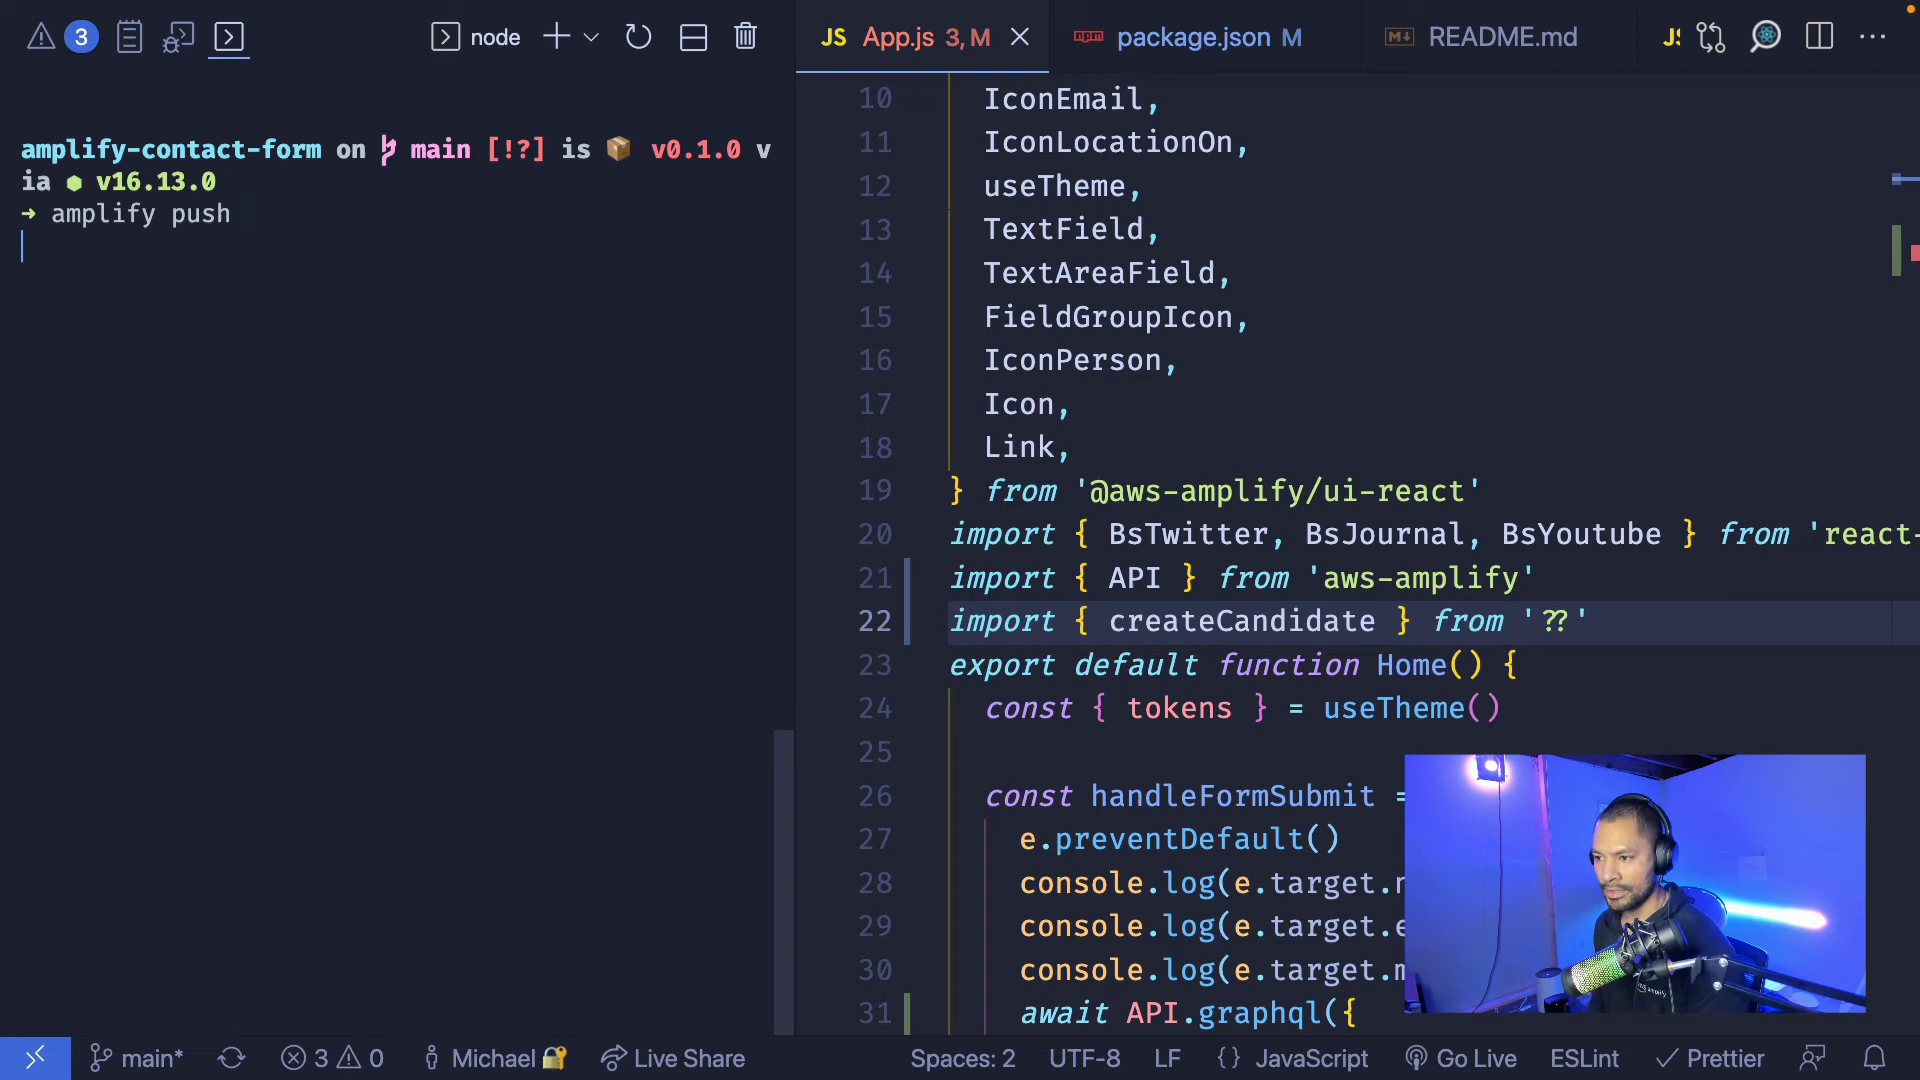 3
node
JS App.js 3, M
package.json M
README.md
JS
amplify-contact-form on main [!?] is 📦 v0.1.0 v
ia v16.13.0
→ amplify push
10 IconEmail,
11 IconLocationOn,
12 useTheme,
13 TextField,
14 TextAreaField,
15 FieldGroupIcon,
16 IconPerson,
17 Icon,
18 Link,
19 } from '@aws-amplify/ui-react'
20 import { BsTwitter, BsJournal, BsYoutube } from 'react-
21 import { API } from 'aws-amplify'
22 import { createCandidate } from '??'
23 export default function Home() {
24 const { tokens } = useTheme()
25
26 const handleFormSubmit =
27 e.preventDefault()
28 console.log(e.target.
29 console.log(e.target.
30 console.log(e.target.
31 await API.graphql({
main* 3 0 Michael 🔐 Live Share Spaces: 2 UTF-8 LF {} JavaScript Go Live ESLint ✓ Prettier